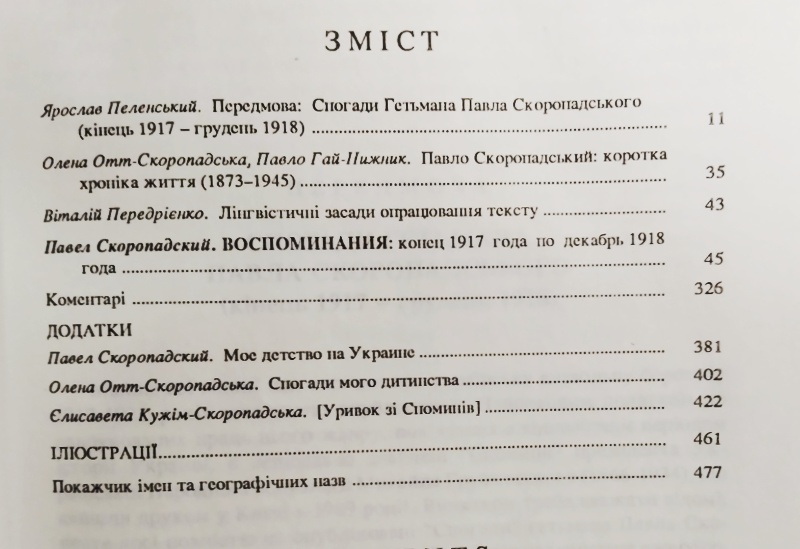 ЗМІСТ
Ярослав Пеленський. Передмова: Спогади Гетьмана Павла Скоропадського
(кінець 1917 – грудень 1918) ........ 11
Олена Отт-Скоропадська, Павло Гай-Нижник. Павло Скоропадський: коротка
хроніка життя (1873–1945) ........ 35
Віталій Передрієнко. Лінгвістичні засади опрацювання тексту ........ 43
Павел Скоропадский. ВОСПОМИНАНИЯ: конец 1917 года по декабрь 1918
года ........ 45
Коментарі ........ 326
ДОДАТКИ
Павел Скоропадский. Мое детство на Украине ........ 381
Олена Отт-Скоропадська. Спогади мого дитинства ........ 402
Єлисавета Кужім-Скоропадська. [Уривок зі Споминів] ........ 422
ІЛЮСТРАЦІЇ ........ 461
Покажчик імен та географічних назв ........ 477